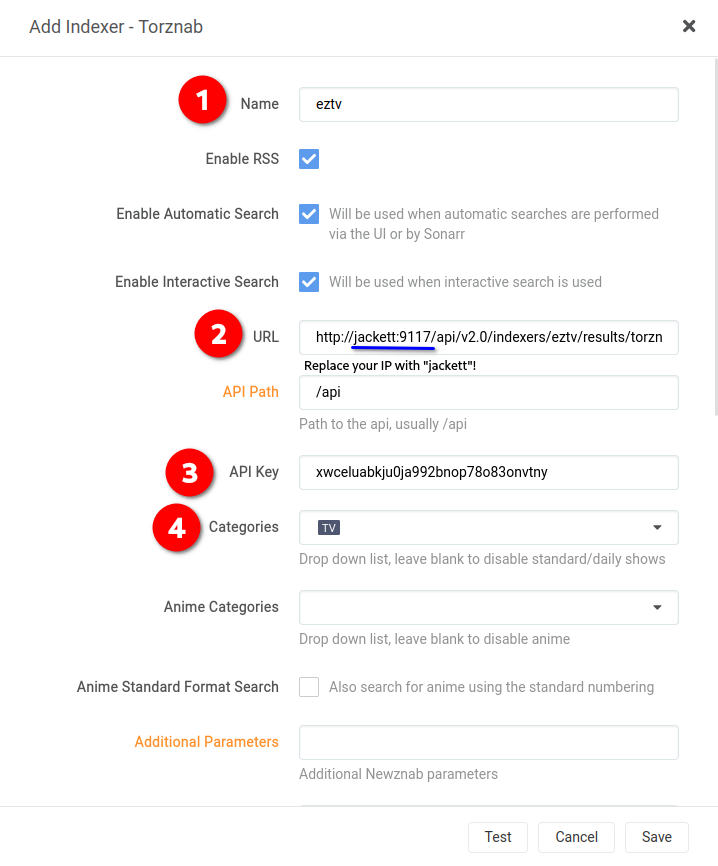 Add Indexer - Torznab
1 Name eztv
Enable RSS
Enable Automatic Search Will be used when automatic searches are performed
via the UI or by Sonarr
Enable Interactive Search Will be used when interactive search is used
2 URL http://jackett:9117/api/v2.0/indexers/eztv/results/torzn
Replace your IP with "jackett"!
API Path /api
Path to the api, usually /api
3 API Key xwceluabkju0ja992bnop78o83onvtny
4 Categories TV
Drop down list, leave blank to disable standard/daily shows
Anime Categories
Drop down list, leave blank to disable anime
Anime Standard Format Search Also search for anime using the standard numbering
Additional Parameters
Additional Newznab parameters
Test Cancel Save